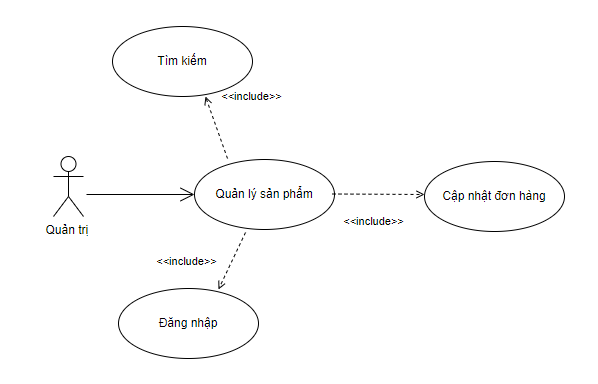 Tìm kiếm
<<include>>
Quản lý sản phẩm
Cập nhật đơn hàng
<<include>>
Quản trị
<<include>>
Đăng nhập